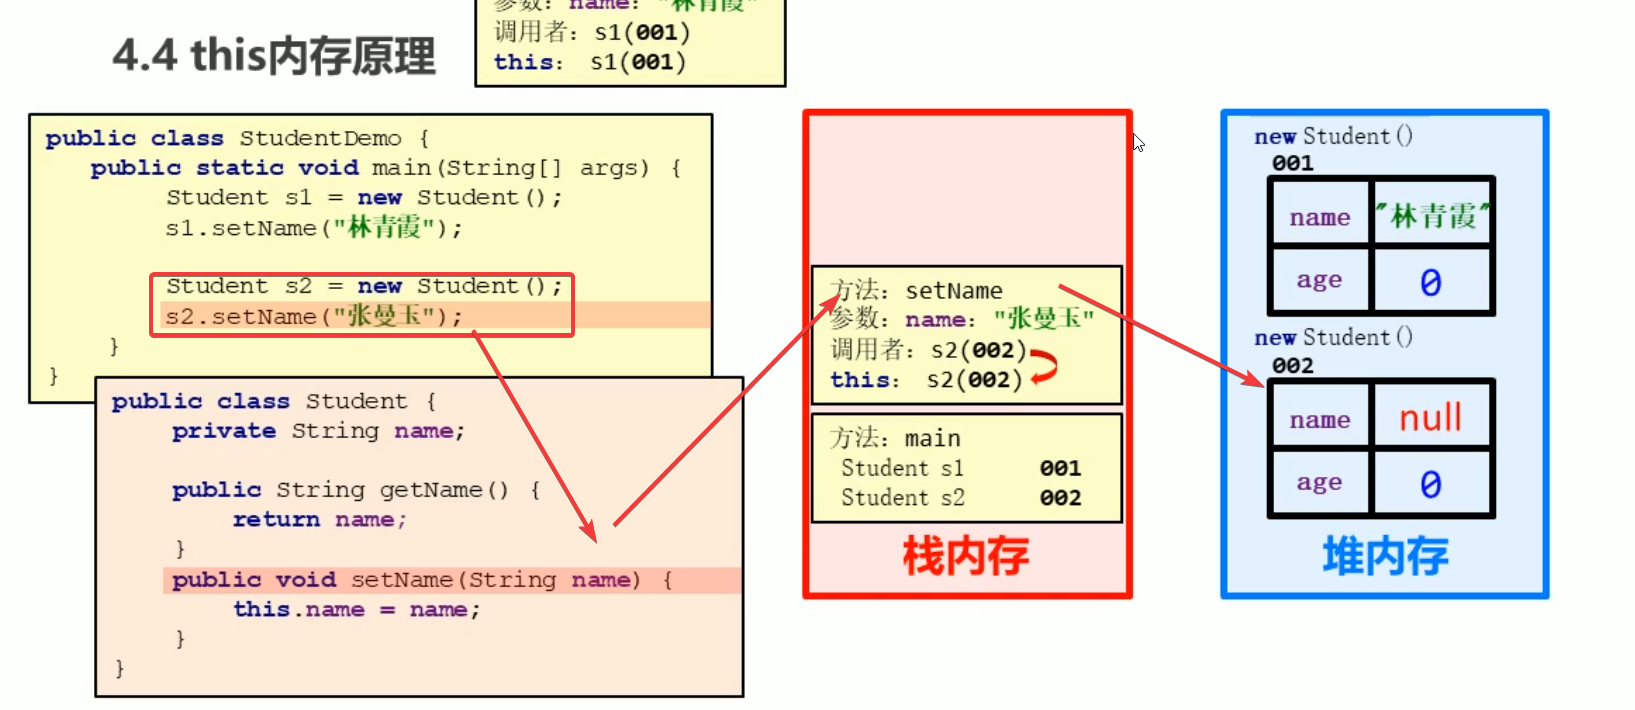 参数：name："林青霞"
调用者：s1(001)
this： s1(001)
4.4 this内存原理
public class StudentDemo {
public static void main(String[] args) {
Student s1 = new Student();
s1.setName("林青霞");
Student s2 = new Student();
s2.setName("张曼玉");
}
}
public class Student {
private String name;
public String getName() {
return name;
}
public void setName(String name) {
this.name = name;
}
}
方法：setName
参数：name："张曼玉"
调用者：s2(002)
this： s2(002)
方法：main
Student s1 001
Student s2 002
栈内存
new Student()
001
name "林青霞"
age 0
new Student()
002
name null
age 0
堆内存